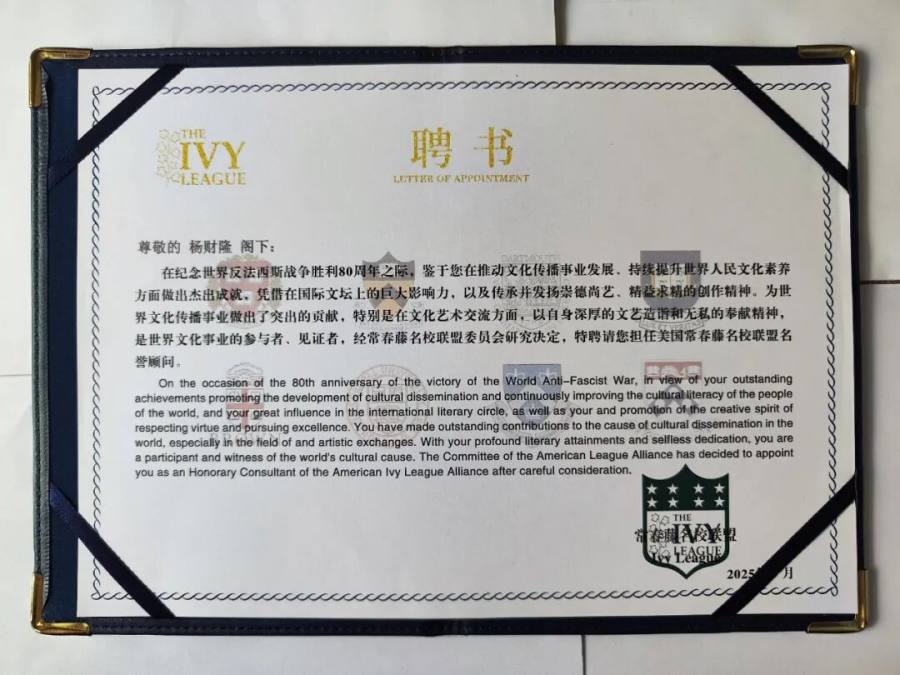 THE
IVY
LEAGUE
聘书
LETTER OF APPOINTMENT
尊敬的 杨财隆 阁下：
在纪念世界反法西斯战争胜利80周年之际，鉴于您在推动文化传播事业发展、持续提升世界人民文化素养
方面做出杰出成就，凭借在国际文坛上的巨大影响力，以及传承并发扬崇德尚艺、精益求精的创作精神。为世
界文化传播事业做出了突出的贡献，特别是在文化艺术交流方面，以自身深厚的文艺造诣和无私的奉献精神，
是世界文化事业的参与者、见证者，经常春藤名校联盟委员会研究决定，特聘请您担任美国常春藤名校联盟名
誉顾问。
On the occasion of the 80th anniversary of the victory of the World Anti-Fascist War, in view of your outstanding
achievements promoting the development of cultural dissemination and continuously improving the cultural literacy of the people
of the world, and your great influence in the international literary circle, as well as your and promotion of the creative spirit of
respecting virtue and pursuing excellence. You have made outstanding contributions to the cause of cultural dissemination in the
world, especially in the field of and artistic exchanges. With your profound literary attainments and selfless dedication, you are
a participant and witness of the world's cultural cause. The Committee of the American League Alliance has decided to appoint
you as an Honorary Consultant of the American Ivy League Alliance after careful consideration.
THE
IVY
LEAGUE
常春藤名校联盟
Ivy League
2025 月